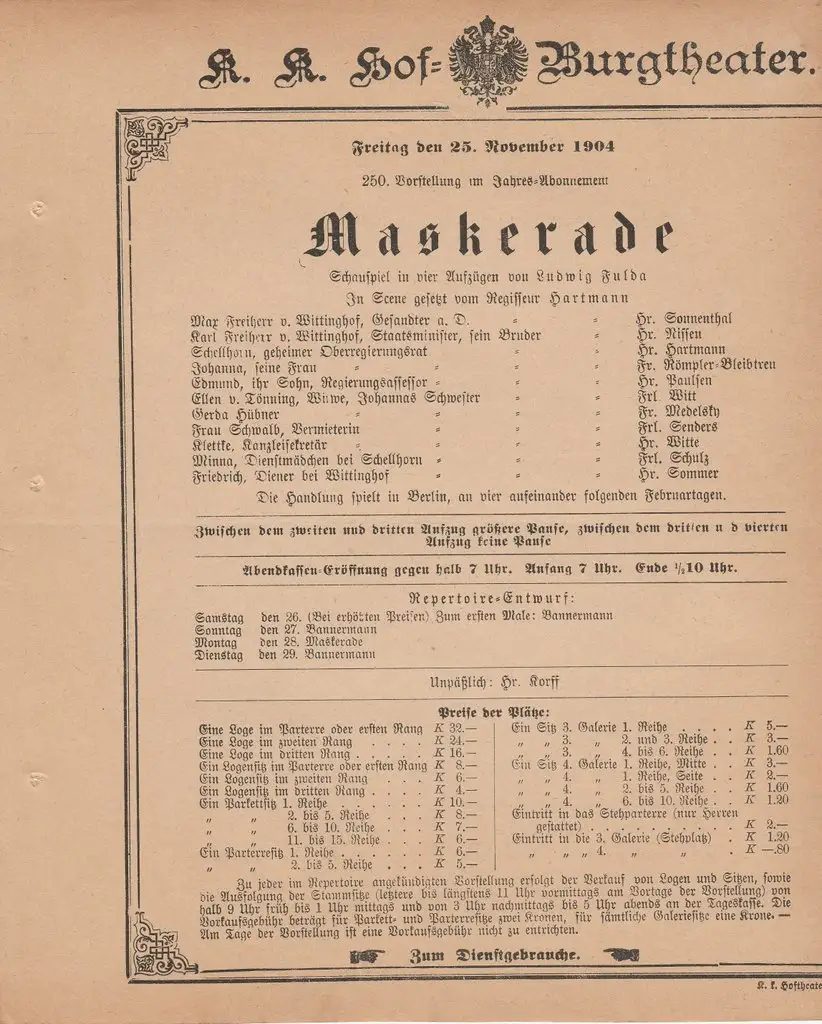 K. K. Hof-Burgtheater.
Freitag den 25. November 1904
250. Vorstellung im Jahres-Abonnement
Maskerade
Schauspiel in vier Aufzügen von Ludwig Fulda
In Scene gesetzt vom Regisseur Hartmann
Max Freiherr v. Wittinghof, Gesandter a. D. Hr. Sonnenthal
Karl Freiherr v. Wittinghof, Staatsminister, sein Bruder Hr. Nissen
Schellhorn, geheimer Oberregierungsrat Hr. Hartmann
Johanna, seine Frau Fr. Römpler-Bleibtreu
Edmund, ihr Sohn, Regierungsassessor Hr. Paulsen
Ellen v. Tönning, Witwe, Johannas Schwester Frl. Witt
Gerda Hübner Fr. Medelsky
Frau Schwalb, Vermieterin Frl. Senders
Klettke, Kanzleisekretär Hr. Witte
Minna, Dienstmädchen bei Schellhorn Frl. Schulz
Friedrich, Diener bei Wittinghof Hr. Sommer
Die Handlung spielt in Berlin, an vier aufeinander folgenden Februartagen.
Zwischen dem zweiten und dritten Aufzug größere Pause, zwischen dem dritten u d vierten
Aufzug keine Pause
Abendkassen-Eröffnung gegen halb 7 Uhr. Anfang 7 Uhr. Ende ½10 Uhr.
Repertoire-Entwurf:
Samstag den 26. (Bei erhöhten Preisen) Zum ersten Male: Bannermann
Sonntag den 27. Bannermann
Montag den 28. Maskerade
Dienstag den 29. Bannermann
Unpäßlich: Hr. Korff
Preise der Plätze:
Eine Loge im Parterre oder ersten Rang K 32.—
Eine Loge im zweiten Rang . . . . K 24.—
Eine Loge im dritten Rang . . . . K 16.—
Ein Logensitz im Parterre oder ersten Rang K 8.—
Ein Logensitz im zweiten Rang . . . K 6.—
Ein Logensitz im dritten Rang . . . K 4.—
Ein Parkettsitz 1. Reihe . . . . . . K 10.—
„ „ 2. bis 5. Reihe . . . K 8.—
„ „ 6. bis 10. Reihe . . . K 7.—
„ „ 11. bis 15. Reihe . . . K 6.—
Ein Parterresitz 1. Reihe . . . . . . K 6.—
„ „ 2. bis 5. Reihe . . . K 5.—
Ein Sitz 3. Galerie 1. Reihe . . K 5.—
„ „ 3. „ 2. und 3. Reihe . . K 3.—
„ „ 3. „ 4. bis 6. Reihe . . K 1.60
Ein Sitz 4. Galerie 1. Reihe, Mitte . . K 3.—
„ „ 4. „ 1. Reihe, Seite . . K 2.—
„ „ 4. „ 2. bis 5. Reihe . . K 1.60
„ „ 4. „ 6. bis 10. Reihe . . K 1.20
Eintritt in das Stehparterre (nur Herren
gestattet) . . . . . . . . K 2.—
Eintritt in die 3. Galerie (Stehplatz) . K 1.20
„ „ „ 4. „ „ . K —.80
Zu jeder im Repertoire angekündigten Vorstellung erfolgt der Verkauf von Logen und Sitzen, sowie
die Ausfolgung der Stammsitze (letztere bis längstens 11 Uhr vormittags am Vortage der Vorstellung) von
halb 9 Uhr früh bis 1 Uhr mittags und von 3 Uhr nachmittags bis 5 Uhr abends an der Tageskasse. Die
Vorkaufsgebühr beträgt für Parkett- und Parterresitze zwei Kronen, für sämtliche Galeriesitze eine Krone. —
Am Tage der Vorstellung ist eine Vorkaufsgebühr nicht zu entrichten.
Zum Dienstgebrauche.
K. k. Hoftheate